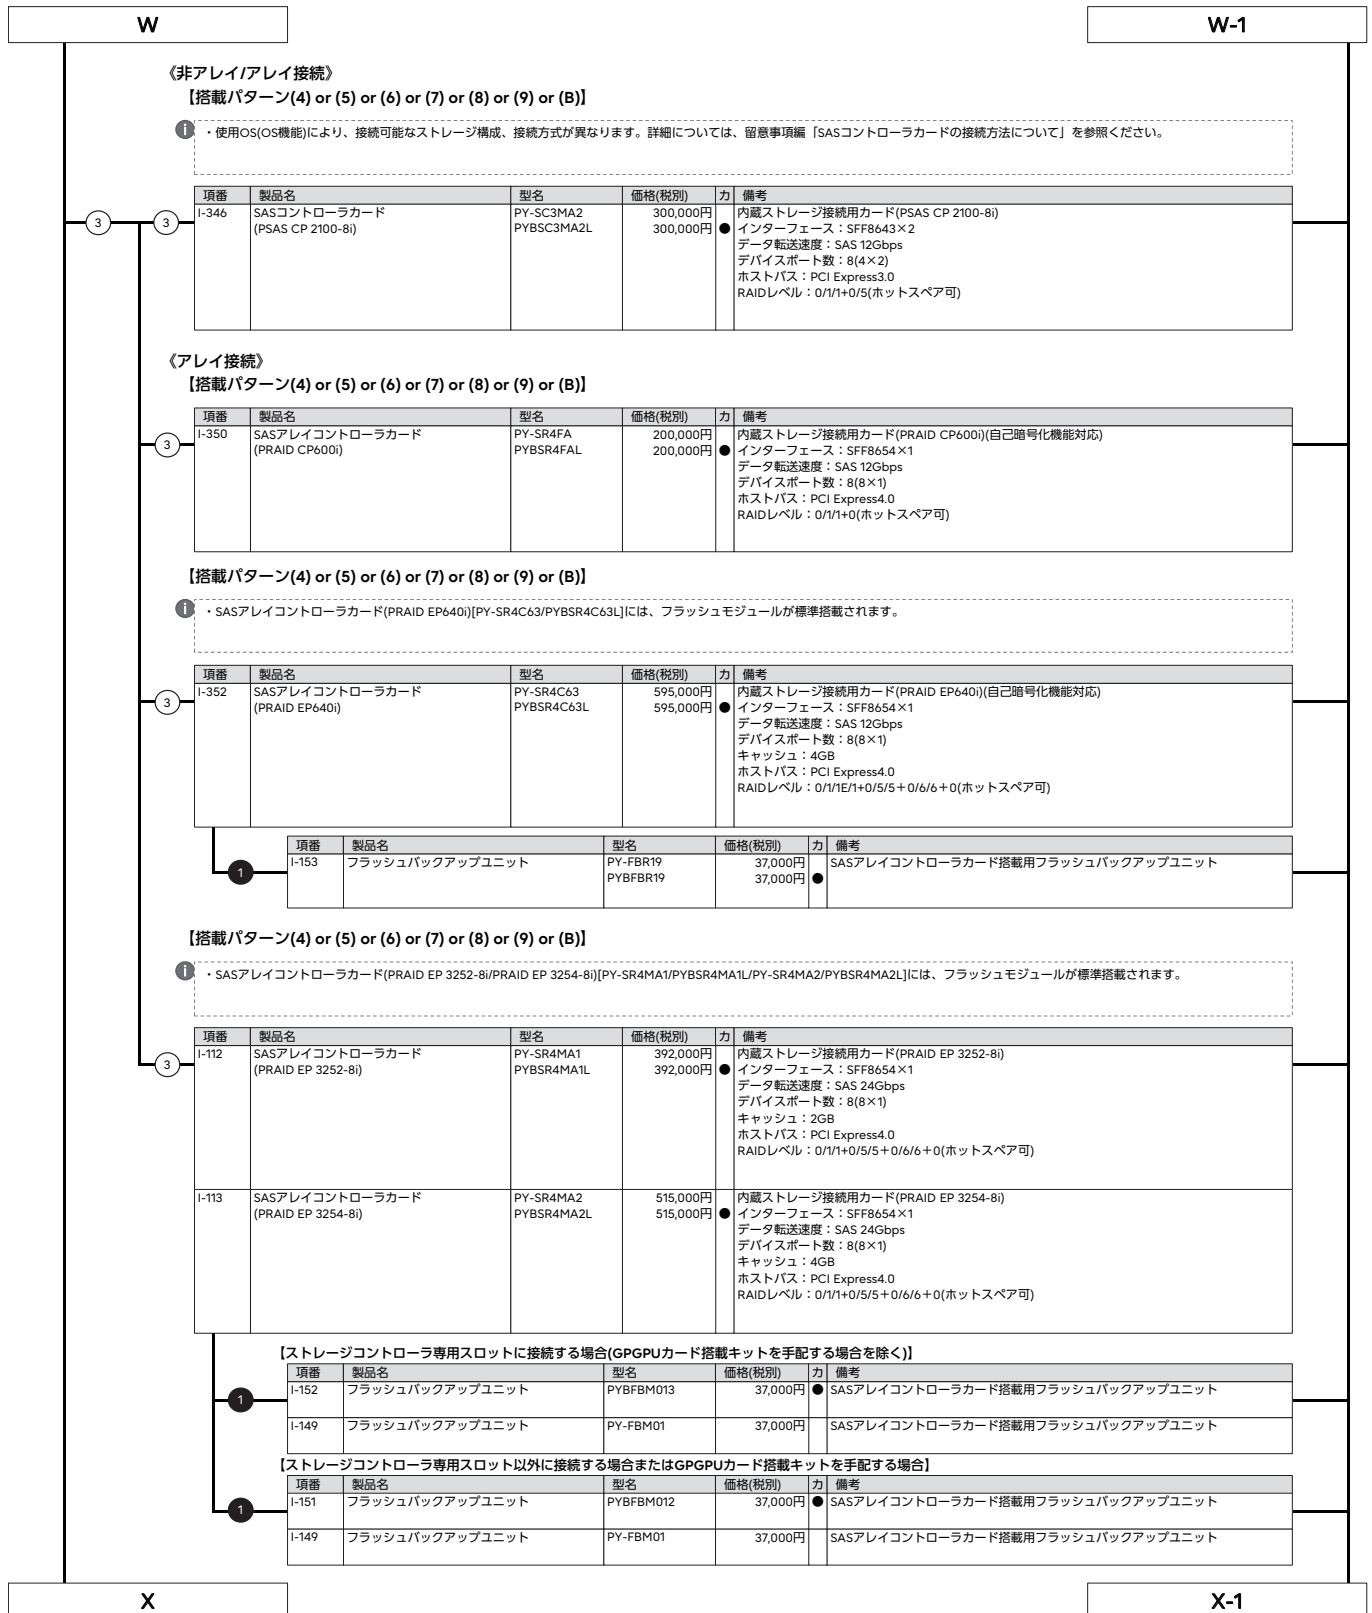 W
W-1
《非アレイ/アレイ接続》
【搭載パターン(4) or (5) or (6) or (7) or (8) or (9) or (B)】
i ・使用OS(OS機能)により、接続可能なストレージ構成、接続方式が異なります。詳細については、留意事項編「SASコントローラカードの接続方法について」を参照ください。
項番 製品名 型名 価格(税別) カ 備考
3 3 I-346 SASコントローラカード PY-SC3MA2 300,000円 内蔵ストレージ接続用カード(PSAS CP 2100-8i)
(PSAS CP 2100-8i) PYBSC3MA2L 300,000円 ● インターフェース：SFF8643×2
データ転送速度：SAS 12Gbps
デバイスポート数：8(4×2)
ホストバス：PCI Express3.0
RAIDレベル：0/1/1+0/5(ホットスペア可)
《アレイ接続》
【搭載パターン(4) or (5) or (6) or (7) or (8) or (9) or (B)】
項番 製品名 型名 価格(税別) カ 備考
3 I-350 SASアレイコントローラカード PY-SR4FA 200,000円 内蔵ストレージ接続用カード(PRAID CP600i)(自己暗号化機能対応)
(PRAID CP600i) PYBSR4FAL 200,000円 ● インターフェース：SFF8654×1
データ転送速度：SAS 12Gbps
デバイスポート数：8(8×1)
ホストバス：PCI Express4.0
RAIDレベル：0/1/1+0(ホットスペア可)
【搭載パターン(4) or (5) or (6) or (7) or (8) or (9) or (B)】
i ・SASアレイコントローラカード(PRAID EP640i)[PY-SR4C63/PYBSR4C63L]には、フラッシュモジュールが標準搭載されます。
項番 製品名 型名 価格(税別) カ 備考
3 I-352 SASアレイコントローラカード PY-SR4C63 595,000円 内蔵ストレージ接続用カード(PRAID EP640i)(自己暗号化機能対応)
(PRAID EP640i) PYBSR4C63L 595,000円 ● インターフェース：SFF8654×1
データ転送速度：SAS 12Gbps
デバイスポート数：8(8×1)
キャッシュ：4GB
ホストバス：PCI Express4.0
RAIDレベル：0/1/1E/1+0/5/5＋0/6/6＋0(ホットスペア可)
項番 製品名 型名 価格(税別) カ 備考
1 I-153 フラッシュバックアップユニット PY-FBR19 37,000円 SASアレイコントローラカード搭載用フラッシュバックアップユニット
PYBFBR19 37,000円 ●
【搭載パターン(4) or (5) or (6) or (7) or (8) or (9) or (B)】
i ・SASアレイコントローラカード(PRAID EP 3252-8i/PRAID EP 3254-8i)[PY-SR4MA1/PYBSR4MA1L/PY-SR4MA2/PYBSR4MA2L]には、フラッシュモジュールが標準搭載されます。
項番 製品名 型名 価格(税別) カ 備考
3 I-112 SASアレイコントローラカード PY-SR4MA1 392,000円 内蔵ストレージ接続用カード(PRAID EP 3252-8i)
(PRAID EP 3252-8i) PYBSR4MA1L 392,000円 ● インターフェース：SFF8654×1
データ転送速度：SAS 24Gbps
デバイスポート数：8(8×1)
キャッシュ：2GB
ホストバス：PCI Express4.0
RAIDレベル：0/1/1+0/5/5＋0/6/6＋0(ホットスペア可)
I-113 SASアレイコントローラカード PY-SR4MA2 515,000円 内蔵ストレージ接続用カード(PRAID EP 3254-8i)
(PRAID EP 3254-8i) PYBSR4MA2L 515,000円 ● インターフェース：SFF8654×1
データ転送速度：SAS 24Gbps
デバイスポート数：8(8×1)
キャッシュ：4GB
ホストバス：PCI Express4.0
RAIDレベル：0/1/1+0/5/5＋0/6/6＋0(ホットスペア可)
【ストレージコントローラ専用スロットに接続する場合(GPGPUカード搭載キットを手配する場合を除く)】
項番 製品名 型名 価格(税別) カ 備考
1 I-152 フラッシュバックアップユニット PYBFBM013 37,000円 ● SASアレイコントローラカード搭載用フラッシュバックアップユニット
I-149 フラッシュバックアップユニット PY-FBM01 37,000円 SASアレイコントローラカード搭載用フラッシュバックアップユニット
【ストレージコントローラ専用スロット以外に接続する場合またはGPGPUカード搭載キットを手配する場合】
項番 製品名 型名 価格(税別) カ 備考
1 I-151 フラッシュバックアップユニット PYBFBM012 37,000円 ● SASアレイコントローラカード搭載用フラッシュバックアップユニット
I-149 フラッシュバックアップユニット PY-FBM01 37,000円 SASアレイコントローラカード搭載用フラッシュバックアップユニット
X
X-1